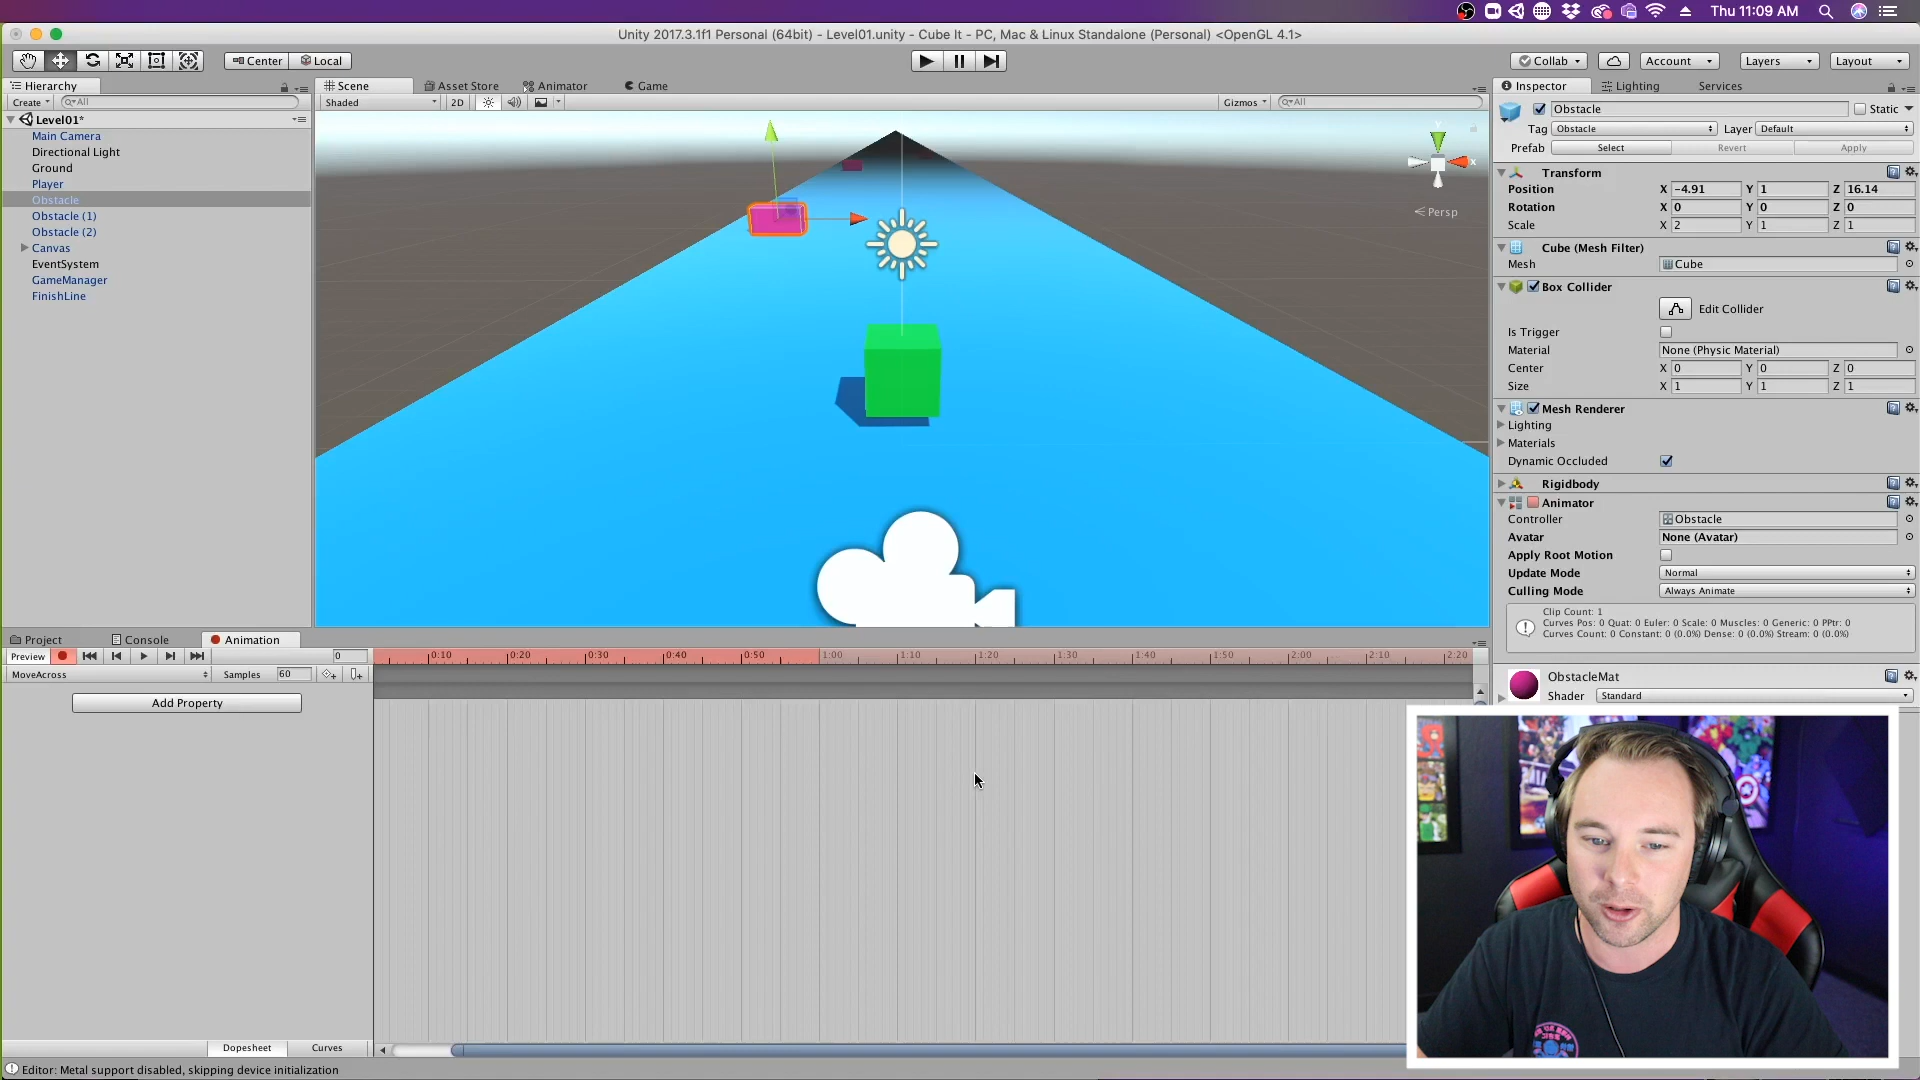 Thu 11:09 AM
Unity 2017.3.1f1 Personal (64bit) - Level01.unity - Cube It - PC, Mac & Linux Standalone (Personal) <OpenGL 4.1>
Center Local
Collab Account Layers Layout
Hierarchy
Scene Asset Store Animator Game
Inspector Lighting Services
Create All
Shaded 2D Gizmos All
Level01*
Main Camera
Directional Light
Ground
Player
Obstacle
Obstacle (1)
Obstacle (2)
Canvas
EventSystem
GameManager
FinishLine
x
Persp
Obstacle Static
Tag Obstacle Layer Default
Prefab Select Revert Apply
Transform
Position X -4.91 Y 1 Z 16.14
Rotation X 0 Y 0 Z 0
Scale X 2 Y 1 Z 1
Cube (Mesh Filter)
Mesh Cube
Box Collider
Edit Collider
Is Trigger
Material None (Physic Material)
Center X 0 Y 0 Z 0
Size X 1 Y 1 Z 1
Mesh Renderer
Lighting
Materials
Dynamic Occluded
Rigidbody
Animator
Controller Obstacle
Avatar None (Avatar)
Apply Root Motion
Update Mode Normal
Culling Mode Always Animate
Clip Count: 1
Curves Pos: 0 Quat: 0 Euler: 0 Scale: 0 Muscles: 0 Generic: 0 PPtr: 0
Curves Count: 0 Constant: 0 (0.0%) Dense: 0 (0.0%) Stream: 0 (0.0%)
ObstacleMat
Shader Standard
Project Console Animation
Preview 0 0:10 0:20 0:30 0:40 0:50 1:00 1:10 1:20 1:30 1:40 1:50 2:00 2:10 2:20
MoveAcross Samples 60
Add Property
Dopesheet Curves
Editor: Metal support disabled, skipping device initialization